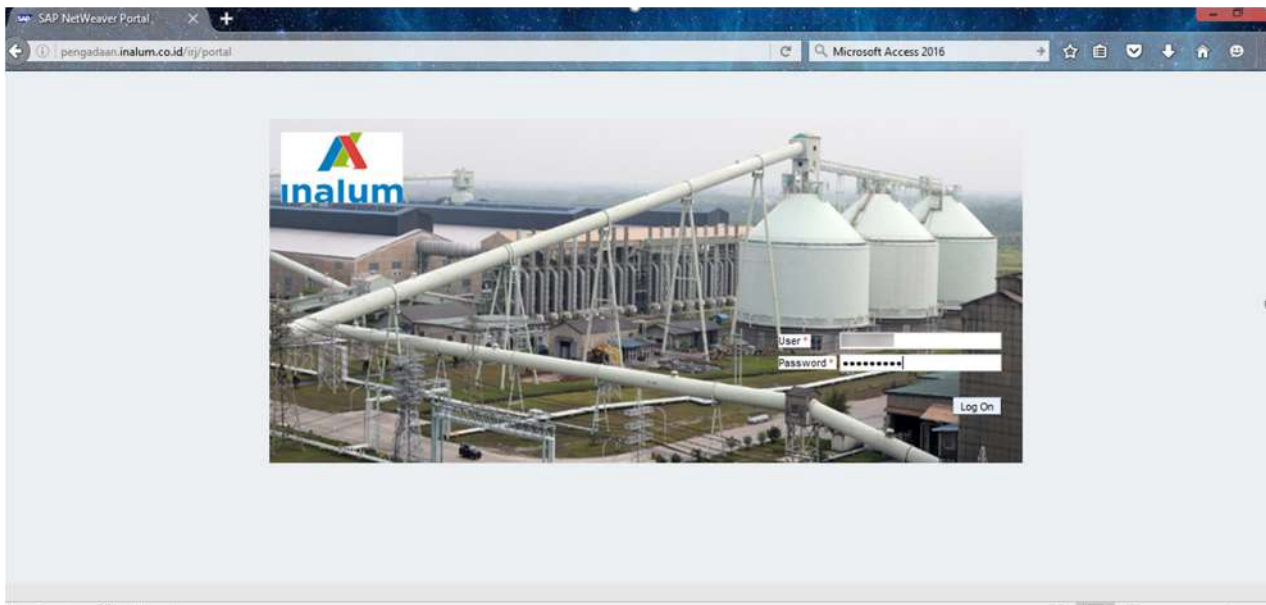 SAP NetWeaver Portal
pengadaan.inalum.co.id/irj/portal
Microsoft Access 2016
inalum
User *
Password *
Log On